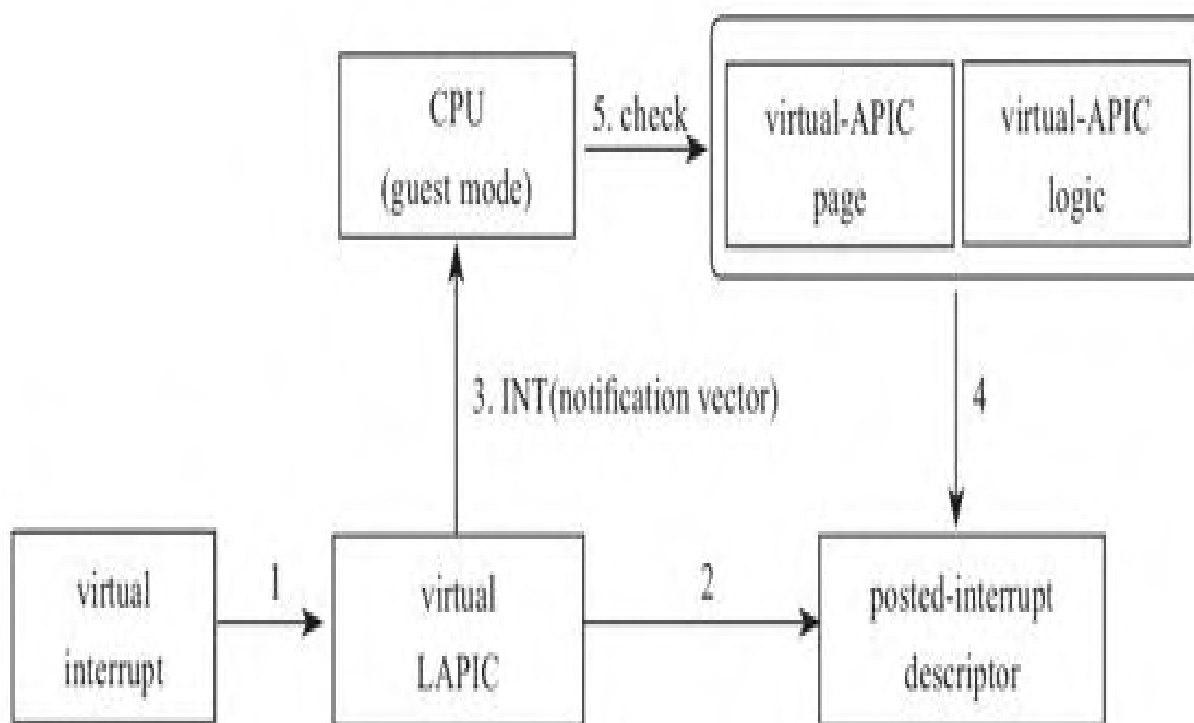 CPU
(guest mode)
5. check
virtual-APIC
page
virtual-APIC
logic
3. INT(notification vector)
4
virtual
interrupt
1
virtual
LAPIC
2
posted-interrupt
descriptor